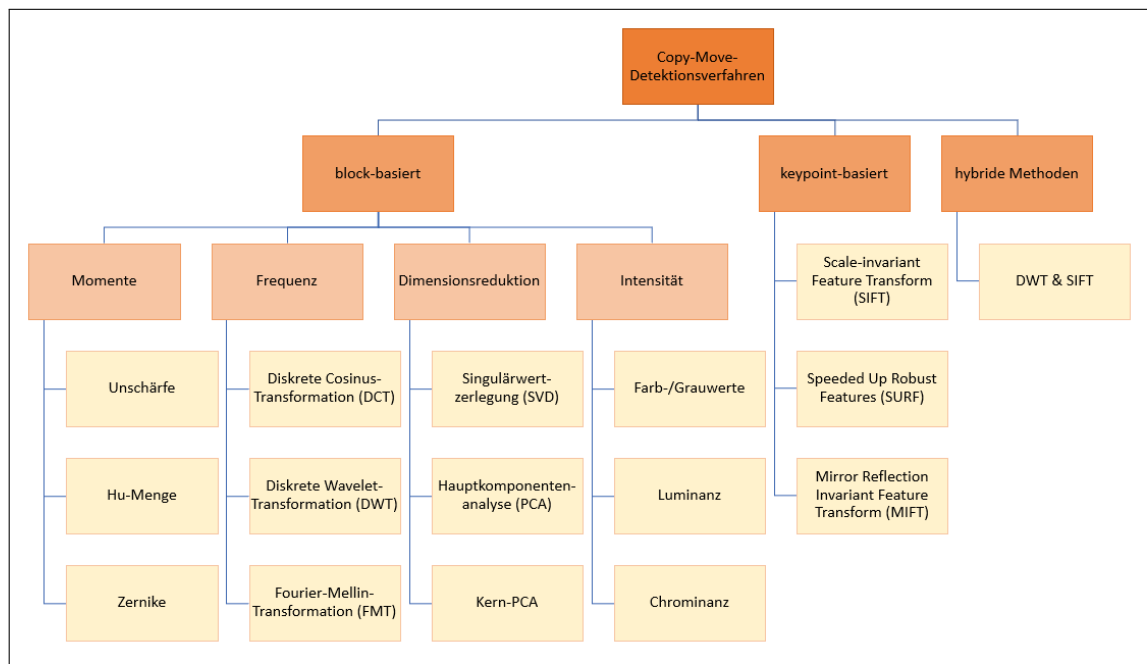 Copy-Move-
Detektionsverfahren
block-basiert
keypoint-basiert
hybride Methoden
Momente
Frequenz
Dimensionsreduktion
Intensität
Scale-invariant
Feature Transform
(SIFT)
DWT & SIFT
Unschärfe
Diskrete Cosinus-
Transformation (DCT)
Singulärwert-
zerlegung (SVD)
Farb-/Grauwerte
Speeded Up Robust
Features (SURF)
Hu-Menge
Diskrete Wavelet-
Transformation (DWT)
Hauptkomponenten-
analyse (PCA)
Luminanz
Mirror Reflection
Invariant Feature
Transform (MIFT)
Zernike
Fourier-Mellin-
Transformation (FMT)
Kern-PCA
Chrominanz